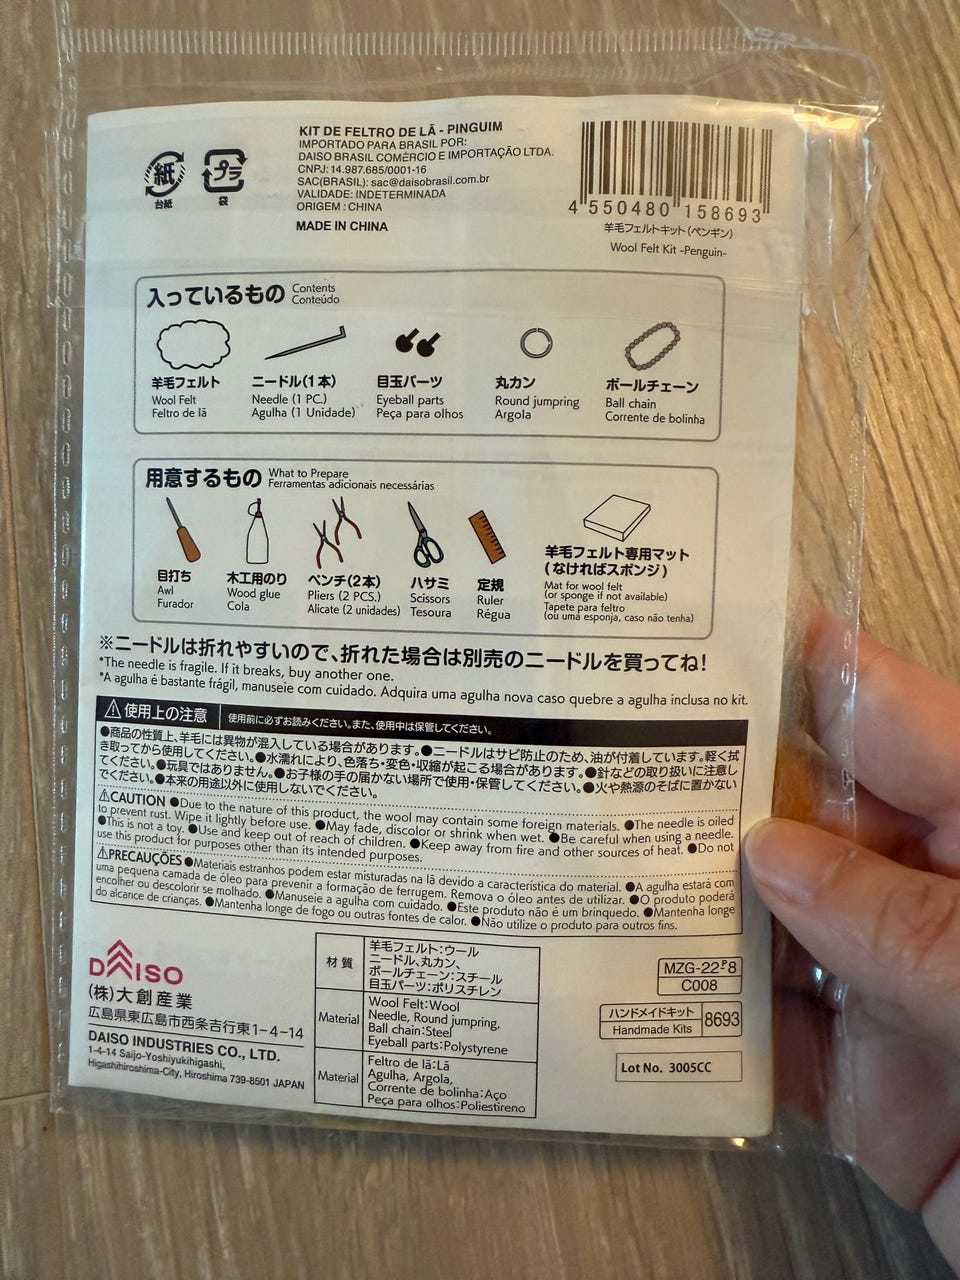 紙
台紙
プラ
袋
KIT DE FELTRO DE LÃ - PINGUIM
IMPORTADO PARA BRASIL POR:
DAISO BRASIL COMÉRCIO E IMPORTAÇÃO LTDA.
CNPJ: 14.987.685/0001-16
SAC(BRASIL): sac@daisobrasil.com.br
VALIDADE: INDETERMINADA
ORIGEM : CHINA
MADE IN CHINA
4 550480 158693
羊毛フェルトキット(ペンギン)
Wool Felt Kit -Penguin-
入っているもの
Contents
Conteúdo
羊毛フェルト
Wool Felt
Feltro de lã
ニードル(1本)
Needle (1 PC.)
Agulha (1 Unidade)
目玉パーツ
Eyeball parts
Peça para olhos
丸カン
Round jumpring
Argola
ボールチェーン
Ball chain
Corrente de bolinha
用意するもの
What to Prepare
Ferramentas adicionais necessárias
目打ち
Awl
Furador
木工用のり
Wood glue
Cola
ペンチ(2本)
Pliers (2 PCS.)
Alicate (2 unidades)
ハサミ
Scissors
Tesoura
定規
Ruler
Régua
羊毛フェルト専用マット
(なければスポンジ)
Mat for wool felt
(or sponge if not available)
Tapete para feltro
(ou uma esponja, caso não tenha)
※ニードルは折れやすいので、折れた場合は別売のニードルを買ってね!
*The needle is fragile. If it breaks, buy another one.
*A agulha é bastante frágil, manuseie com cuidado. Adquira uma agulha nova caso quebre a agulha inclusa no kit.
⚠使用上の注意 使用前に必ずお読みください。また、使用中は保管してください。
●商品の性質上、羊毛には異物が混入している場合があります。●ニードルはサビ防止のため、油が付着しています。軽く拭
き取ってから使用してください。●水濡れにより、色落ち・変色・収縮が起こる場合があります。●針などの取り扱いに注意し
てください。●玩具ではありません。●お子様の手の届かない場所で使用・保管してください。●火や熱源のそばに置かない
でください。●本来の用途以外に使用しないでください。
⚠CAUTION ●Due to the nature of this product, the wool may contain some foreign materials. ●The needle is oiled
to prevent rust. Wipe it lightly before use. ●May fade, discolor or shrink when wet. ●Be careful when using a needle.
●This is not a toy. ●Use and keep out of reach of children. ●Keep away from fire and other sources of heat. ●Do not
use this product for purposes other than its intended purposes.
⚠PRECAUÇÕES ●Materiais estranhos podem estar misturadas na lã devido a característica do material. ●A agulha estará com
uma pequena camada de óleo para prevenir a formação de ferrugem. Remova o óleo antes de utilizar. ●O produto poderá
encolher ou descolorir se molhado. ●Manuseie a agulha com cuidado. ●Este produto não é um brinquedo. ●Mantenha longe
do alcance de crianças. ●Mantenha longe de fogo ou outras fontes de calor. ●Não utilize o produto para outros fins.
DAISO
(株)大創産業
広島県東広島市西条吉行東1-4-14
DAISO INDUSTRIES CO., LTD.
1-4-14 Saijo-Yoshiyukihigashi,
Higashihiroshima-City, Hiroshima 739-8501 JAPAN
材質
羊毛フェルト:ウール
ニードル、丸カン、
ボールチェーン:スチール
目玉パーツ:ポリスチレン
Material
Wool Felt:Wool
Needle, Round jumpring,
Ball chain:Steel
Eyeball parts:Polystyrene
Material
Feltro de lã:Lã
Agulha, Argola,
Corrente de bolinha:Aço
Peça para olhos:Poliestireno
MZG-22-P8
C008
ハンドメイドキット
Handmade Kits
8693
Lot No. 3005CC